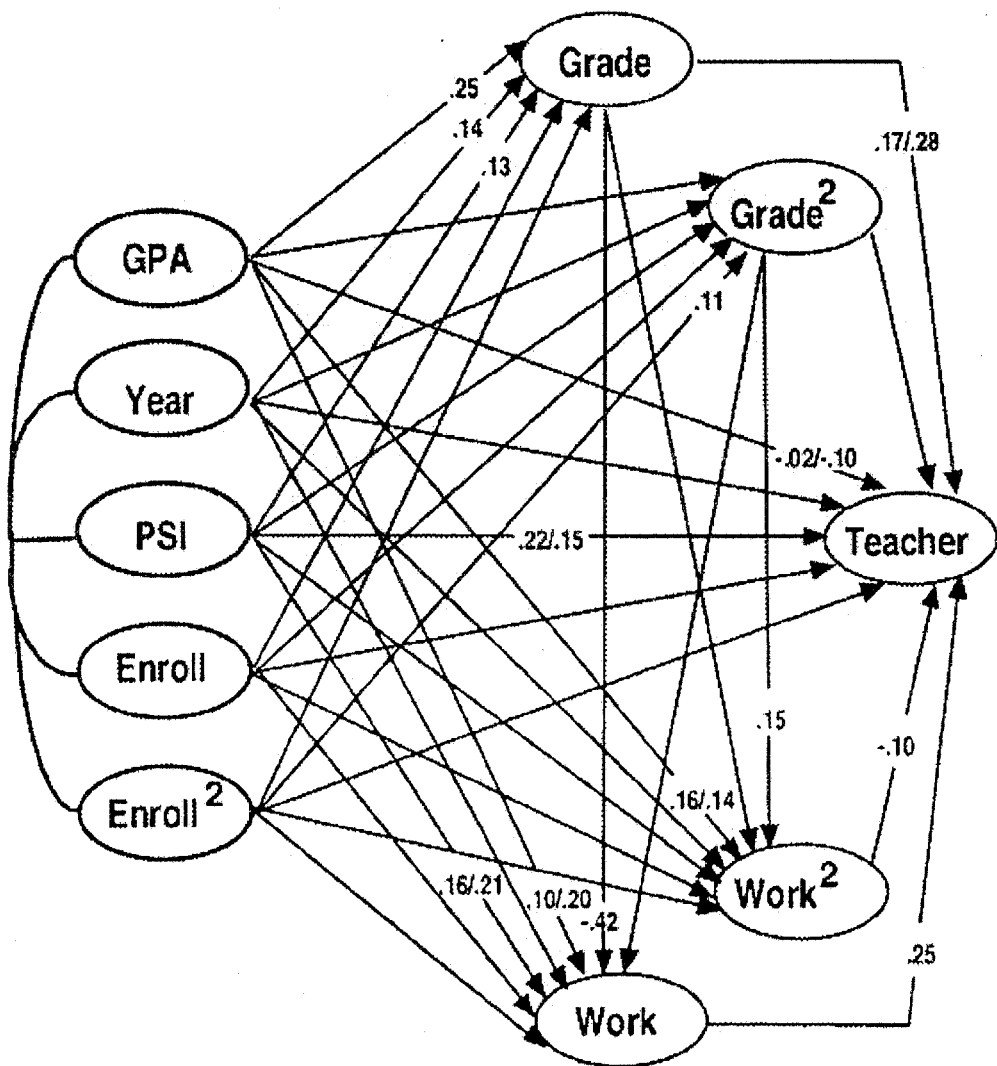 Grade
.25
.14
.13
.17/.28
Grade²
GPA
.11
Year
-.02/-.10
PSI
.22/.15
Teacher
Enroll
.15
-.10
Enroll²
.16/.14
.16/.21
.10/.20
-.42
Work²
.25
Work